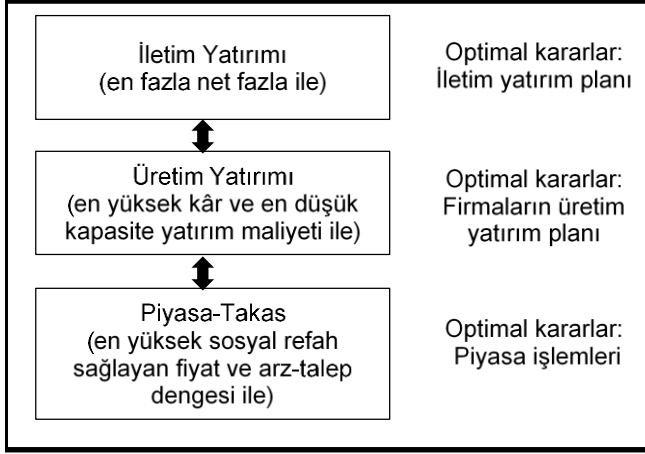 İletim Yatırımı
(en fazla net fazla ile)
Optimal kararlar:
İletim yatırım planı
Üretim Yatırımı
(en yüksek kâr ve en düşük
kapasite yatırım maliyeti ile)
Optimal kararlar:
Firmaların üretim
yatırım planı
Piyasa-Takas
(en yüksek sosyal refah
sağlayan fiyat ve arz-talep
dengesi ile)
Optimal kararlar:
Piyasa işlemleri